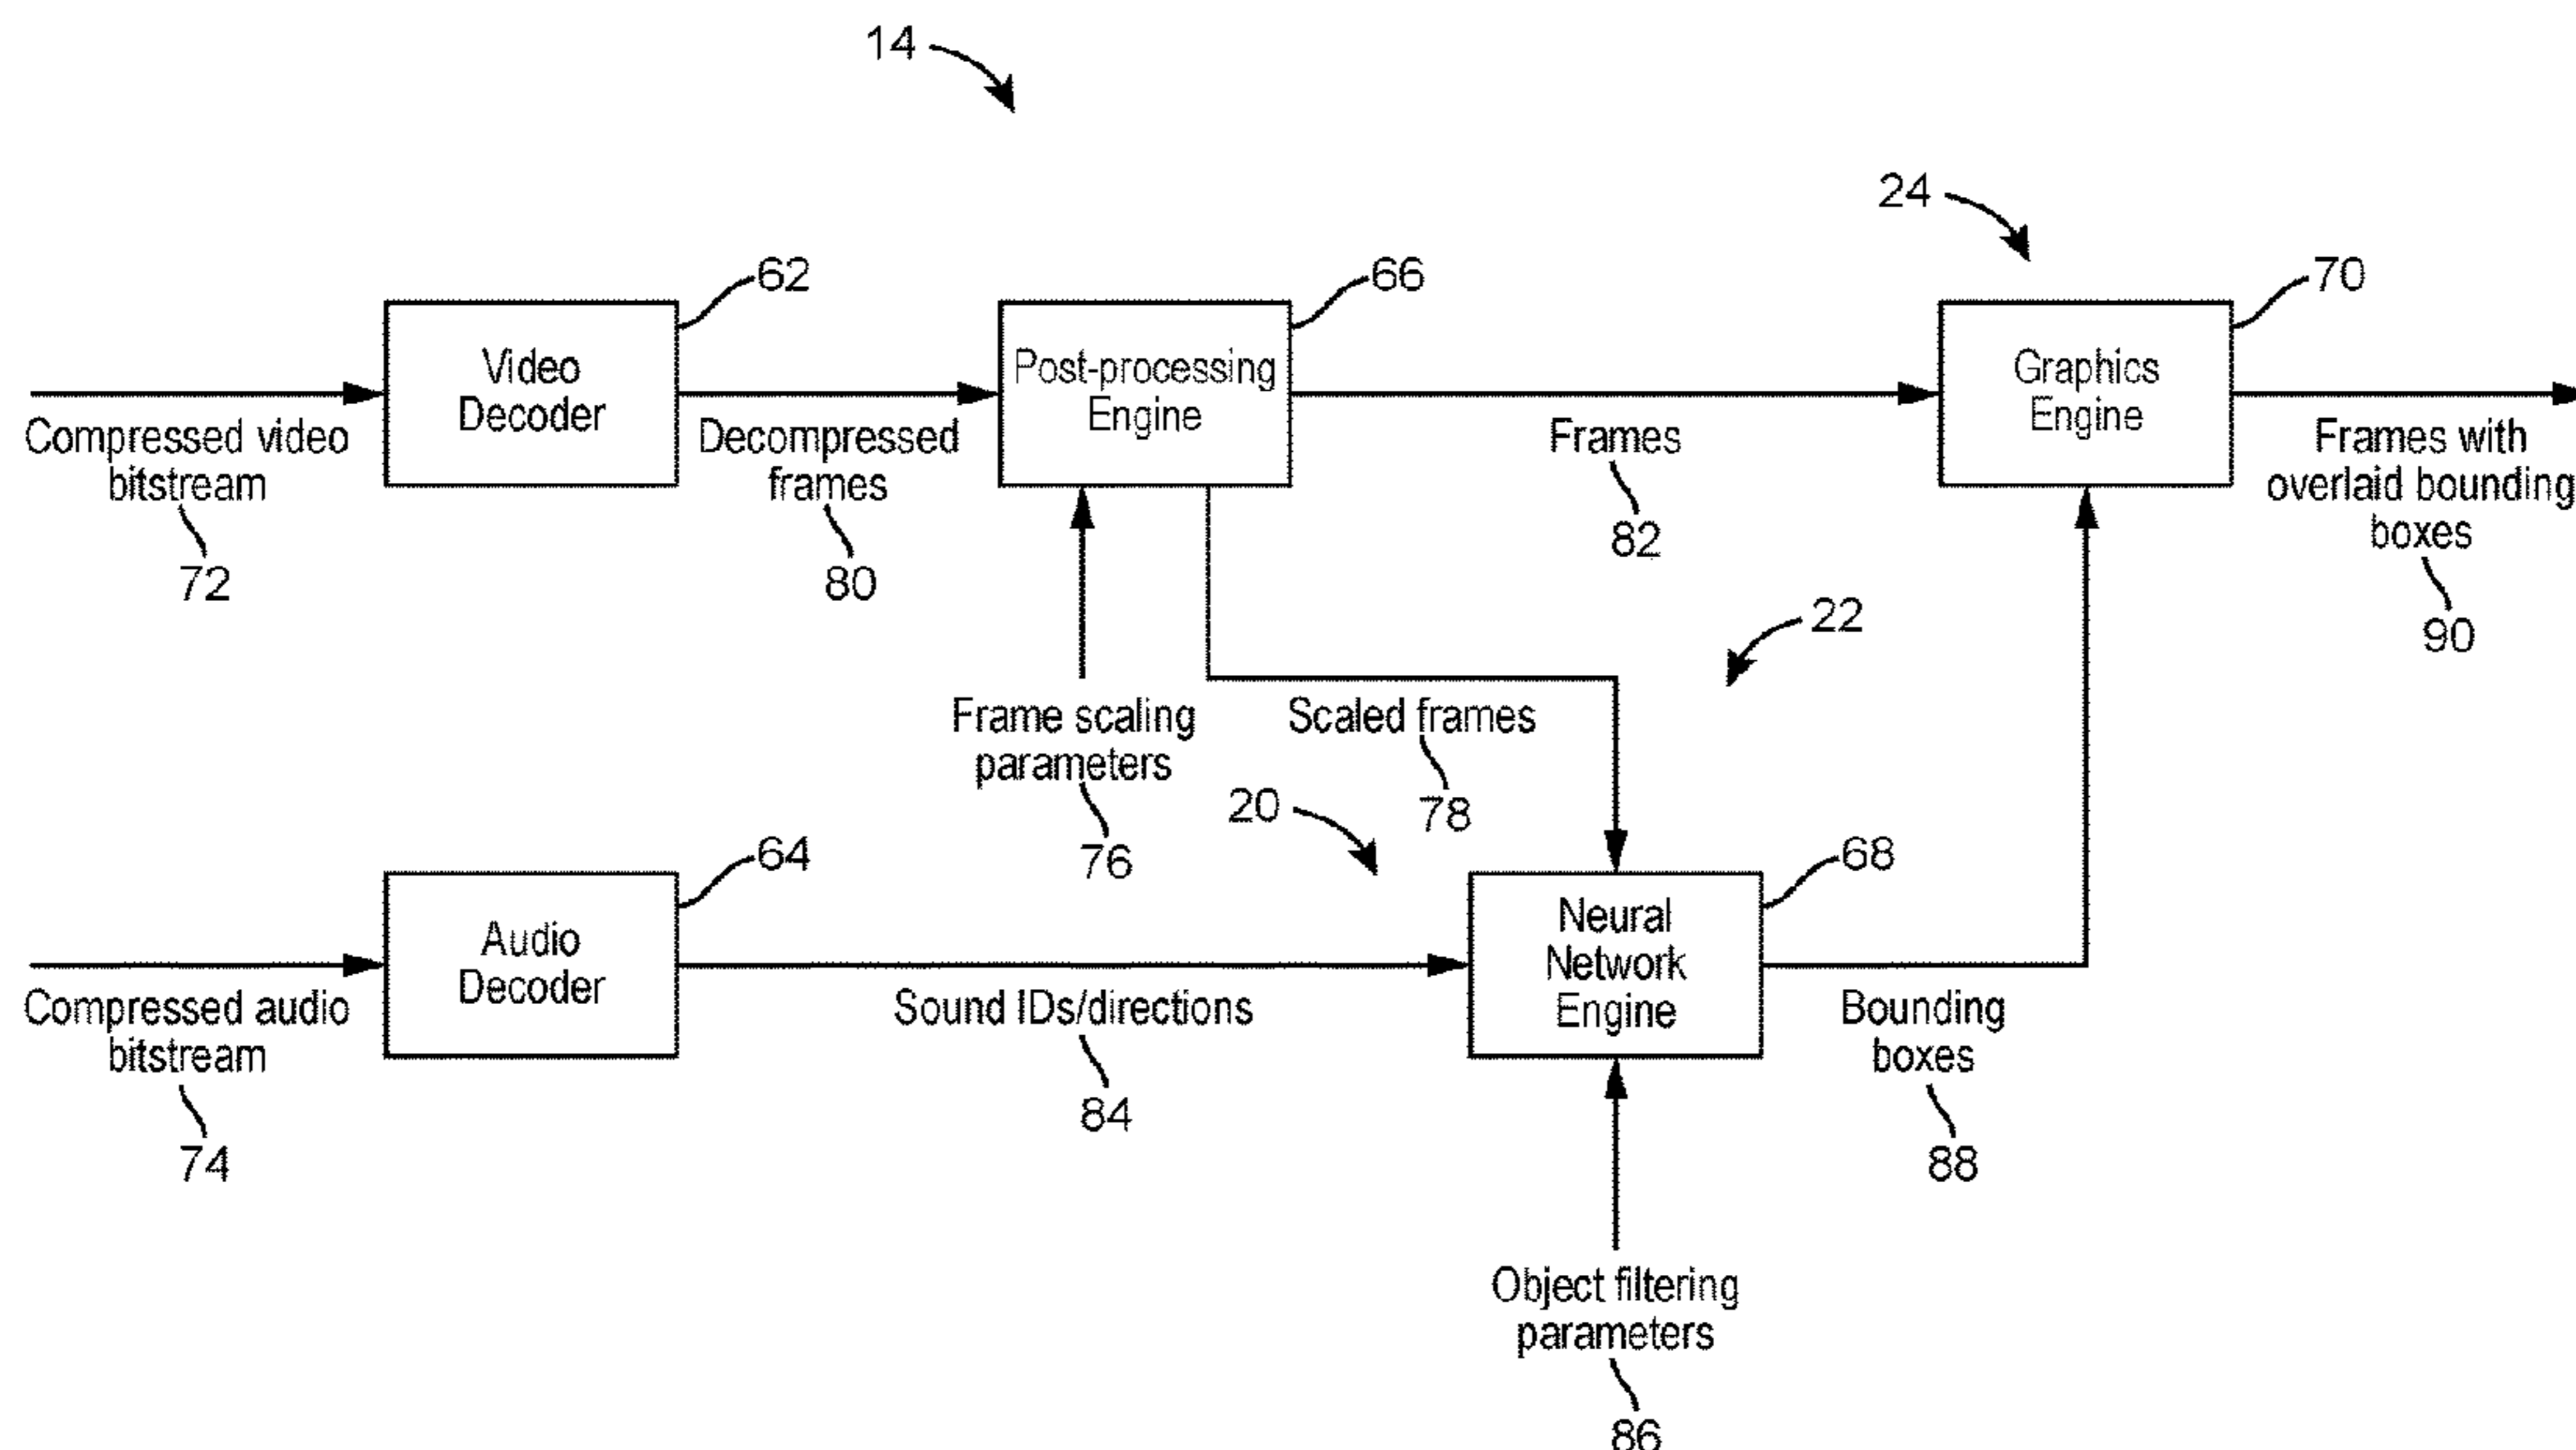 14
24
62
66
70
Video
Decoder
Post-processing
Engine
Graphics
Engine
Compressed video
bitstream
72
Decompressed
frames
80
Frames
82
Frames with
overlaid bounding
boxes
90
22
Frame scaling
parameters
76
Scaled frames
78
20
64
68
Audio
Decoder
Neural
Network
Engine
Compressed audio
bitstream
74
Sound IDs/directions
84
Bounding
boxes
88
Object filtering
parameters
86